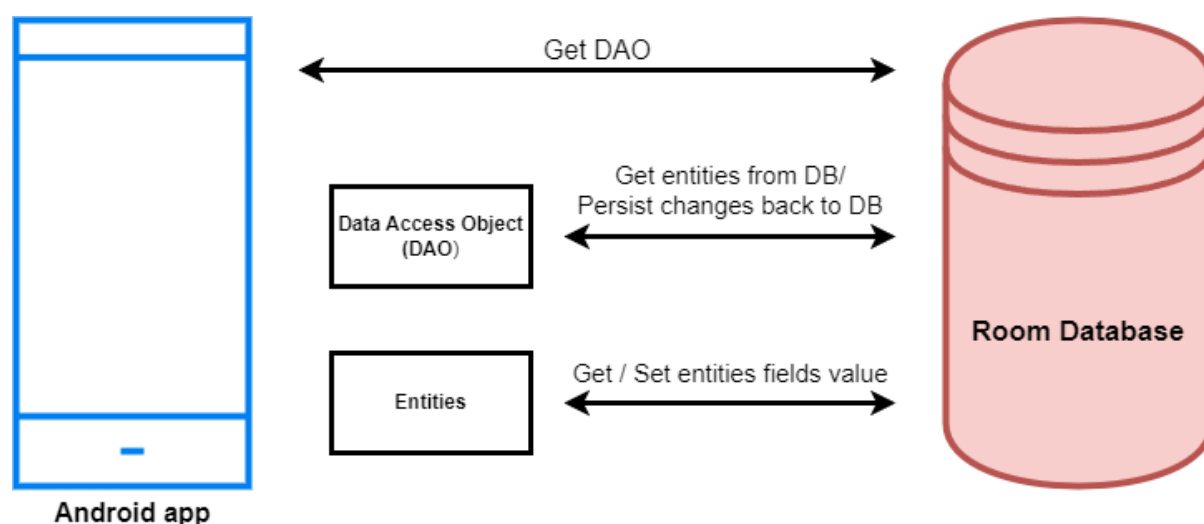 Get DAO
Get entities from DB/
Persist changes back to DB
Data Access Object
(DAO)
Room Database
Get / Set entities fields value
Entities
Android app